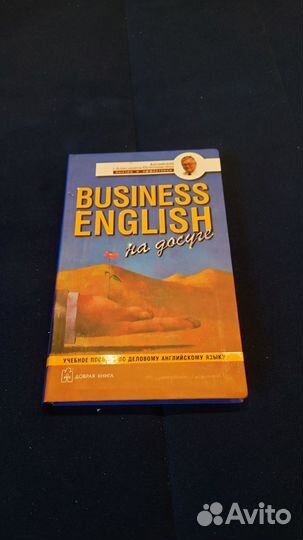 BUSINESS
ENGLISH
на досуге
УЧЕБНОЕ ПОСОБИЕ ПО ДЕЛОВОМУ АНГЛИЙСКОМУ ЯЗЫКУ
ДОБРАЯ КНИГА
Avito